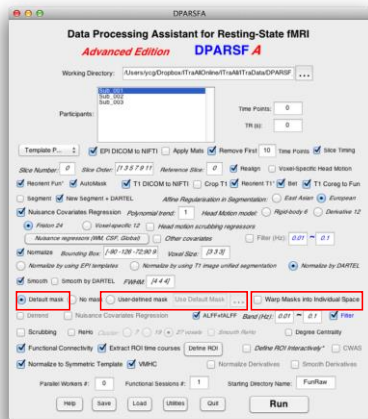 DPARSFA
Data Processing Assistant for Resting-State fMRI
Advanced Edition DPARSF A
Working Directory: /Users/ycg/Dropbox/ITraAllOnline/ITraAll/ITraData/DPARSF ...
Participants: Sub_001
Sub_002
Sub_003
Time Points: 0
TR (s): 0
Template P... EPI DICOM to NIFTI Apply Mats Remove First 10 Time Points Slice Timing
Slice Number: 0 Slice Order: [1 3 5 7 9 11 Reference Slice: 0 Realign Voxel-Specific Head Motion
Reorient Fun* AutoMask T1 DICOM to NIFTI Crop T1 Reorient T1* Bet T1 Coreg to Fun
Segment New Segment + DARTEL Affine Regularisation in Segmentation: East Asian European
Nuisance Covariates Regression Polynomial trend: 1 Head Motion model: Rigid-body 6 Derivative 12
Friston 24 Voxel-specific 12 Head motion scrubbing regressors
Nuisance regressors (WM, CSF, Global) Other covariates Filter (Hz): 0.01 ~ 0.1
Normalize Bounding Box: [-90 -126 -72;90 9 Voxel Size: [3 3 3]
Normalize by using EPI templates Normalize by using T1 image unified segmentation Normalize by DARTEL
Smooth Smooth by DARTEL FWHM: [4 4 4]
Default mask No mask User-defined mask Use Default Mask ... Warp Masks into Individual Space
Detrend Nuisance Covariates Regression ALFF+fALFF Band (Hz): 0.01 ~ 0.1 Filter
Scrubbing ReHo Cluster: 7 19 27 voxels Smooth ReHo Degree Centrality
Functional Connectivity Extract ROI time courses Define ROI Define ROI Interactively* CWAS
Normalize to Symmetric Template VMHC Normalize Derivatives Smooth Derivatives
Parallel Workers #: 0 Functional Sessions #: 1 Starting Directory Name: FunRaw
Help Save Load Utilities Quit Run